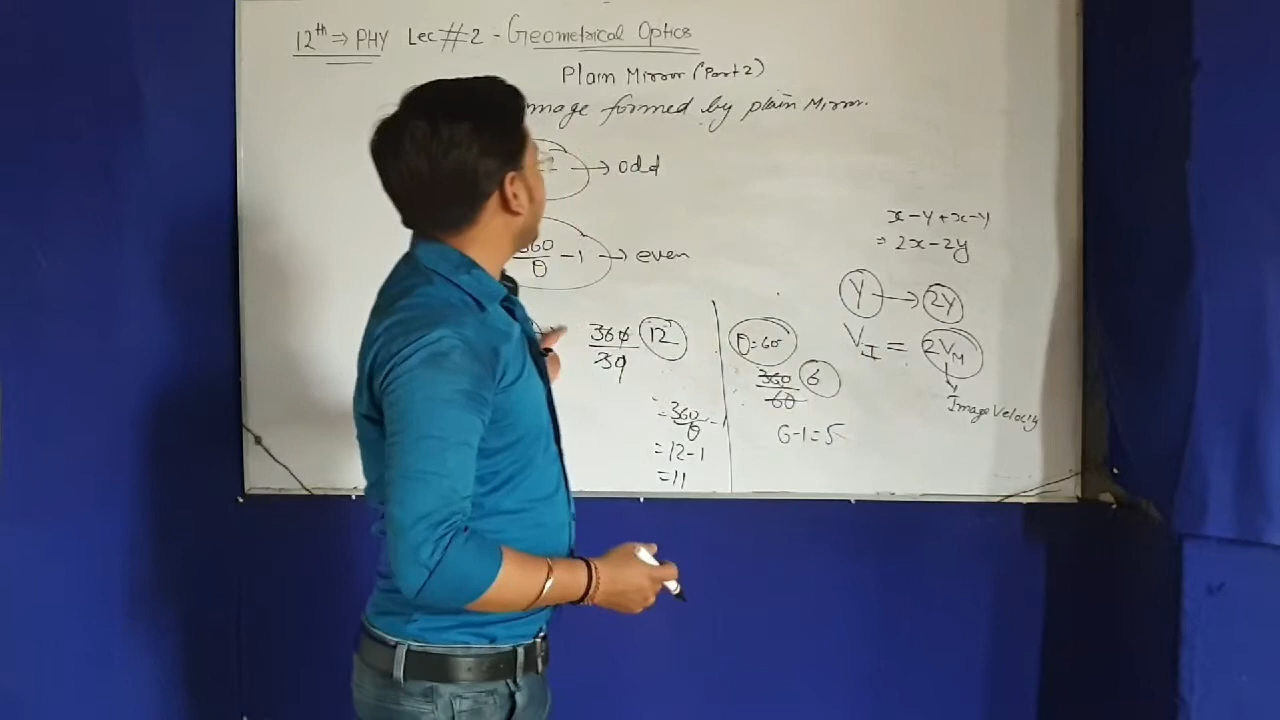 12th ⇒ PHY Lec #2 - Geometrical Optics
Plain Mirror (Part 2)
mage formed by plain Mirror.
→ odd
360/θ - 1 → even
360/30 12
= 360/θ - 1
= 12 - 1
= 11
θ = 60
360/60 6
6 - 1 = 5
x - y + x - y
= 2x - 2y
Y → 2Y
VI = 2VM
Image Velocity